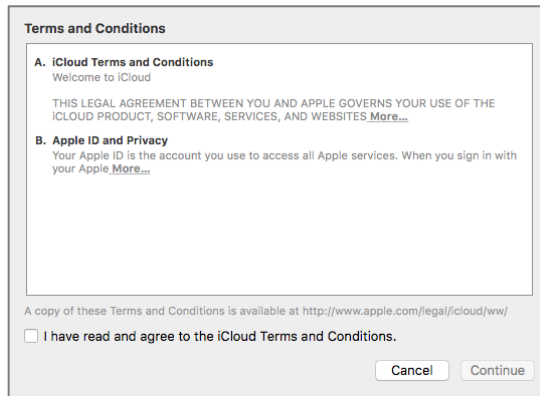 Terms and Conditions
A. iCloud Terms and Conditions
Welcome to iCloud
THIS LEGAL AGREEMENT BETWEEN YOU AND APPLE GOVERNS YOUR USE OF THE
iCLOUD PRODUCT, SOFTWARE, SERVICES, AND WEBSITES More...
B. Apple ID and Privacy
Your Apple ID is the account you use to access all Apple services. When you sign in with
your Apple More...
A copy of these Terms and Conditions is available at http://www.apple.com/legal/icloud/ww/
I have read and agree to the iCloud Terms and Conditions.
Cancel Continue